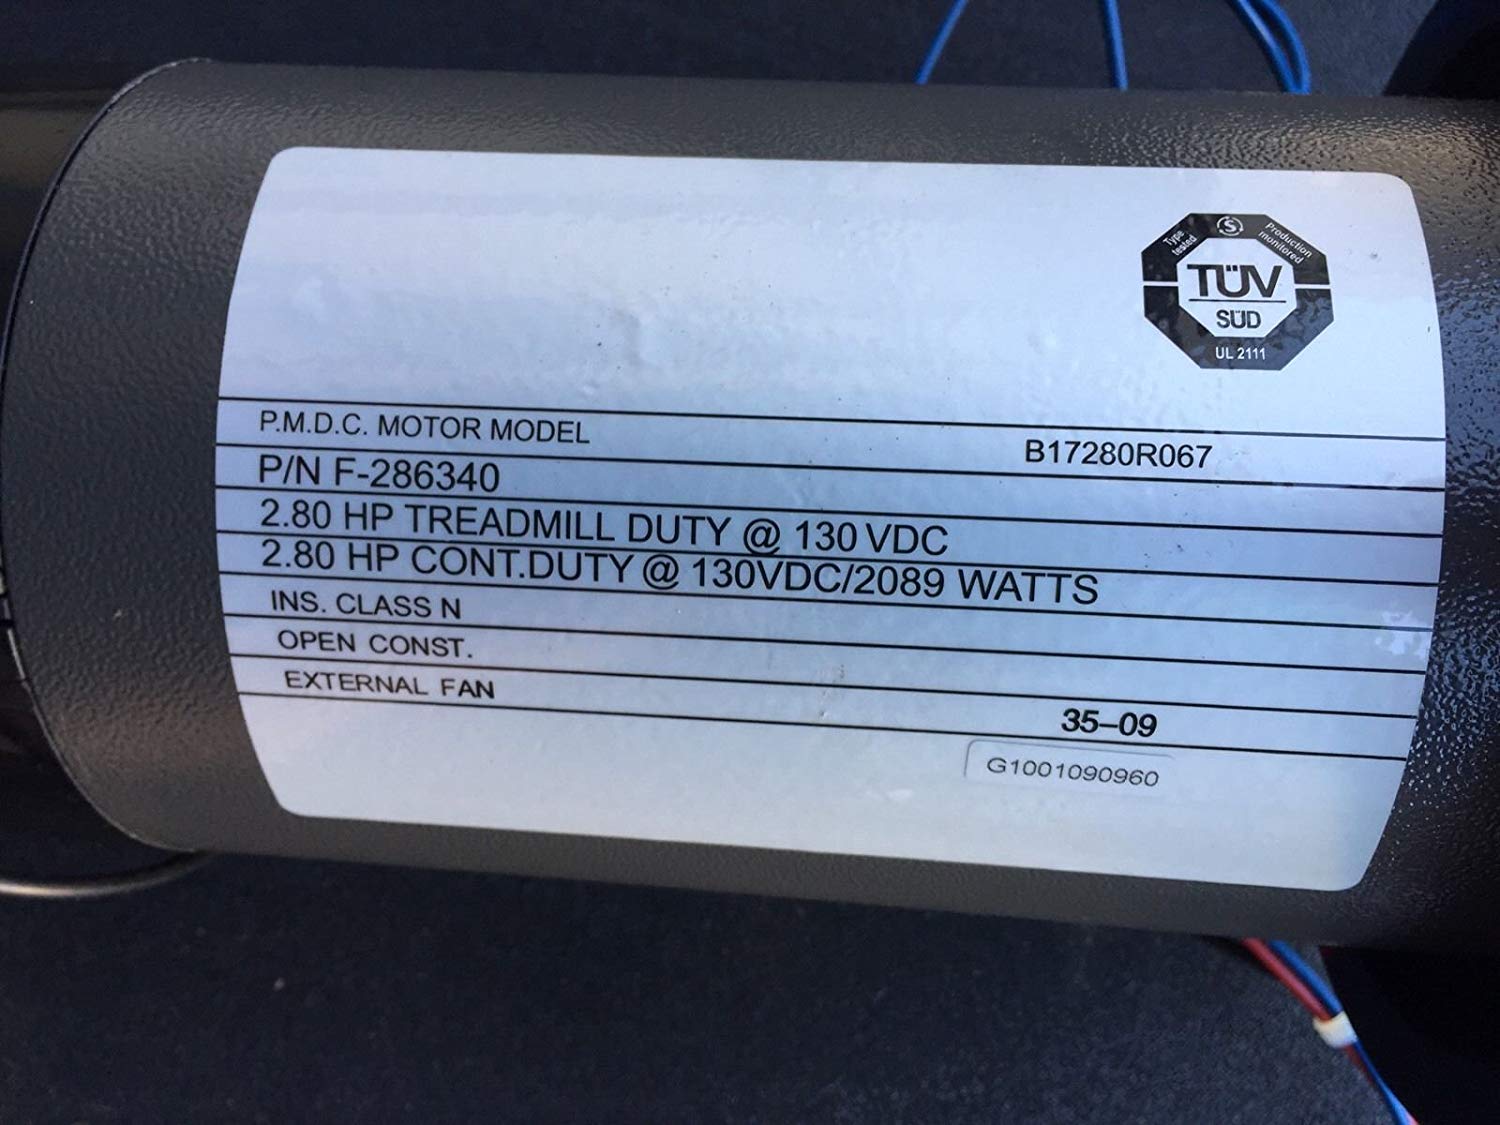 Type tested
S
Production monitored
TÜV
SÜD
UL 2111
P.M.D.C. MOTOR MODEL B17280R067
P/N F-286340
2.80 HP TREADMILL DUTY @ 130 VDC
2.80 HP CONT.DUTY @ 130VDC/2089 WATTS
INS. CLASS N
OPEN CONST.
EXTERNAL FAN 35-09
G1001090960